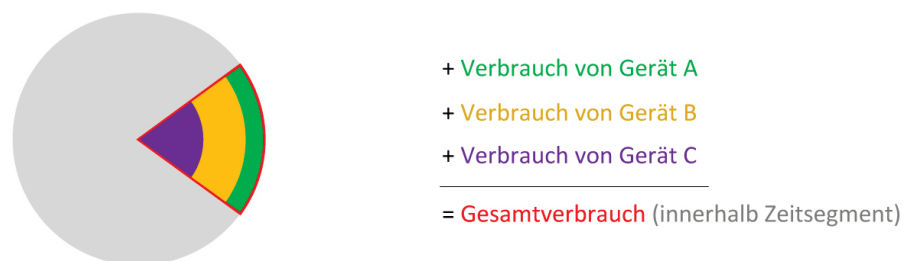 + Verbrauch von Gerät A
+ Verbrauch von Gerät B
+ Verbrauch von Gerät C
= Gesamtverbrauch (innerhalb Zeitsegment)